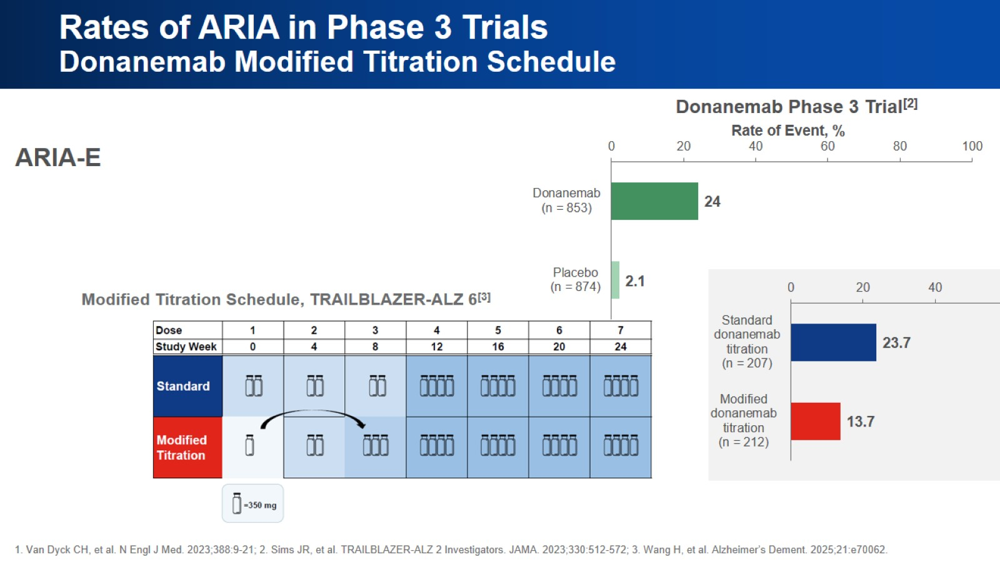 Rates of ARIA in Phase 3 Trials
Donanemab Modified Titration Schedule
Donanemab Phase 3 Trial[2]
Rate of Event, %
0 20 40 60 80 100
ARIA-E
Donanemab
(n = 853)
24
Placebo
(n = 874)
2.1
Modified Titration Schedule, TRAILBLAZER-ALZ 6[3]
Dose 1 2 3 4 5 6 7
Study Week 0 4 8 12 16 20 24
Standard
Modified
Titration
=350 mg
0 20 40
Standard
donanemab
titration
(n = 207)
23.7
Modified
donanemab
titration
(n = 212)
13.7
1. Van Dyck CH, et al. N Engl J Med. 2023;388:9-21; 2. Sims JR, et al. TRAILBLAZER-ALZ 2 Investigators. JAMA. 2023;330:512-572; 3. Wang H, et al. Alzheimer’s Dement. 2025;21:e70062.